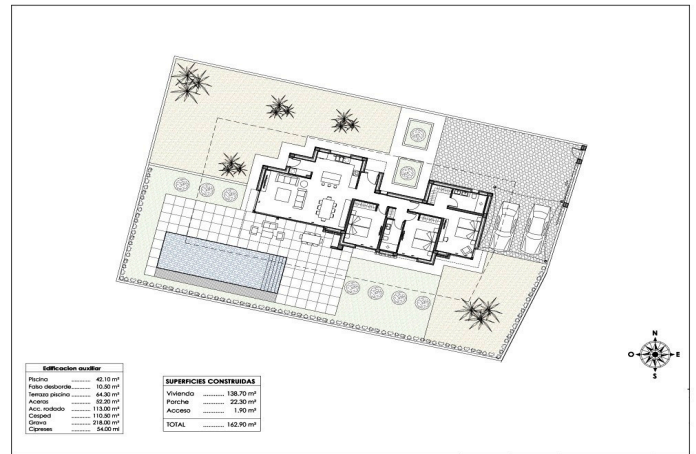 N
O
E
S
Edificacion auxiliar
Piscina ............ 42.10 m²
Falso desborde............ 10.50 m²
Terraza piscina ............ 64.30 m²
Aceras ............ 52.20 m²
Acc. rodado ............ 113.00 m²
Cesped ............ 110.50 m²
Grava ............ 218.00 m²
Cipreses ............ 54.00 ml
SUPERFICIES CONSTRUIDAS
Vivienda ............ 138.70 m²
Porche ............ 22.30 m²
Acceso ............ 1.90 m²
TOTAL ............ 162.90 m²